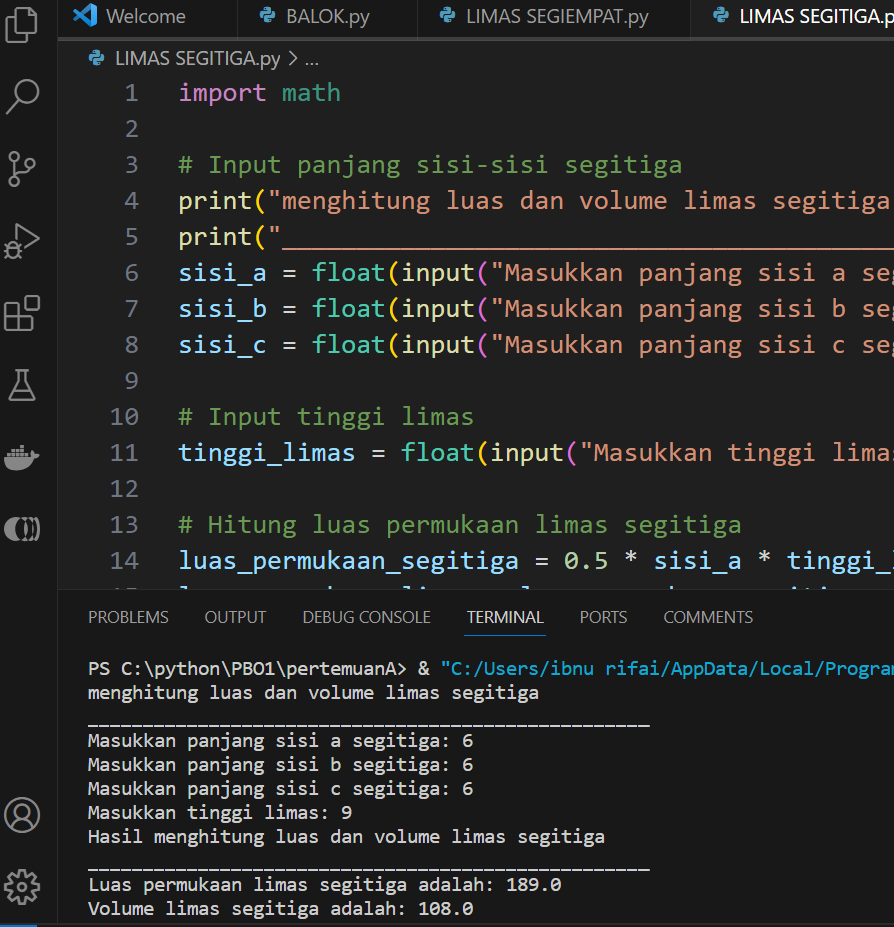 Welcome BALOK.py LIMAS SEGIEMPAT.py LIMAS SEGITIGA.p
LIMAS SEGITIGA.py > ...
1 import math
2
3 # Input panjang sisi-sisi segitiga
4 print("menghitung luas dan volume limas segitiga
5 print("__________________________________________
6 sisi_a = float(input("Masukkan panjang sisi a seg
7 sisi_b = float(input("Masukkan panjang sisi b seg
8 sisi_c = float(input("Masukkan panjang sisi c seg
9
10 # Input tinggi limas
11 tinggi_limas = float(input("Masukkan tinggi limas
12
13 # Hitung luas permukaan limas segitiga
14 luas_permukaan_segitiga = 0.5 * sisi_a * tinggi_l
PROBLEMS OUTPUT DEBUG CONSOLE TERMINAL PORTS COMMENTS
PS C:\python\PBO1\pertemuanA> & "C:/Users/ibnu rifai/AppData/Local/Program
menghitung luas dan volume limas segitiga
___________________________________________________
Masukkan panjang sisi a segitiga: 6
Masukkan panjang sisi b segitiga: 6
Masukkan panjang sisi c segitiga: 6
Masukkan tinggi limas: 9
Hasil menghitung luas dan volume limas segitiga
___________________________________________________
Luas permukaan limas segitiga adalah: 189.0
Volume limas segitiga adalah: 108.0